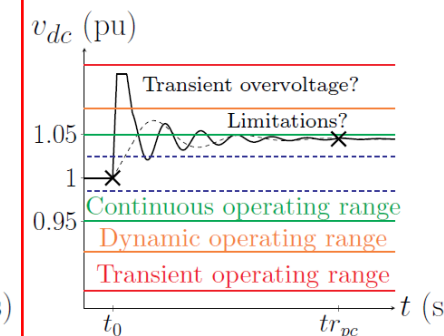 v_dc (pu)
Transient overvoltage?
Limitations?
1.05
1
Continuous operating range
0.95
Dynamic operating range
Transient operating range
s)
t (s
t_0
tr_pc